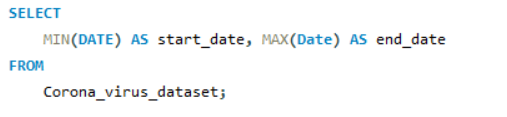 SELECT
MIN(DATE) AS start_date, MAX(Date) AS end_date
FROM
Corona_virus_dataset;